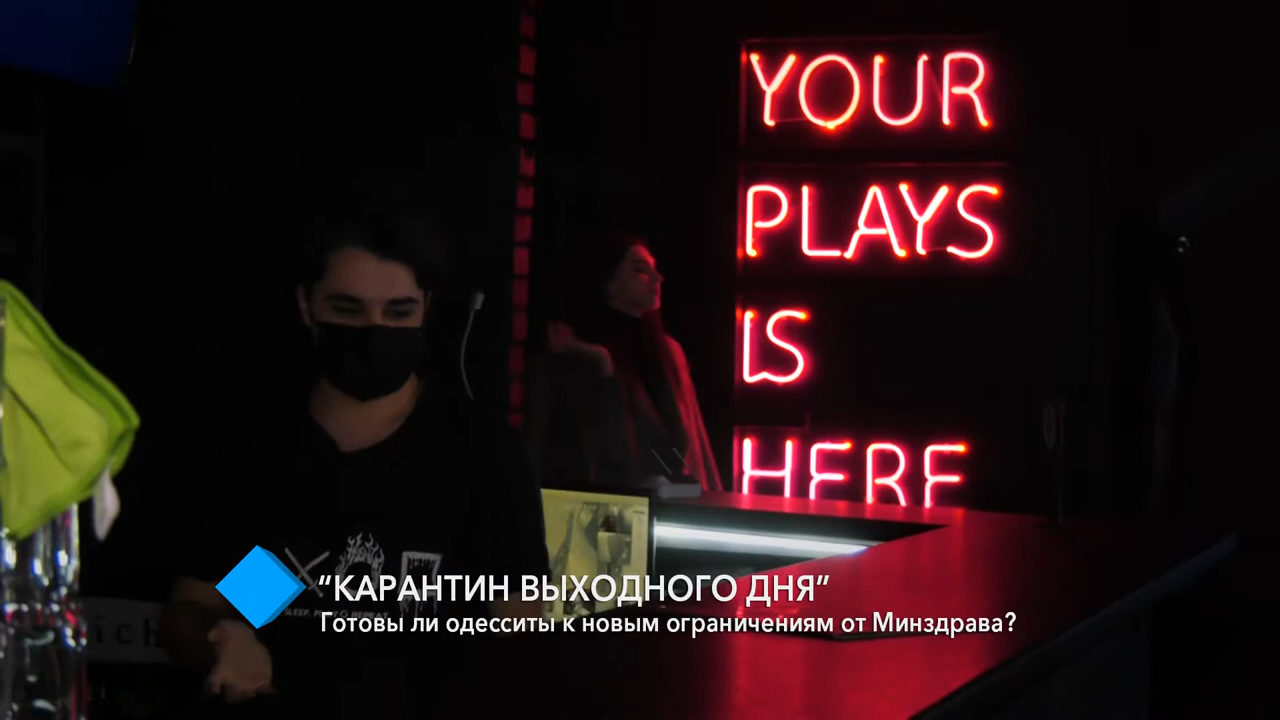 YOUR
PLAYS
IS
HERE
“КАРАНТИН ВЫХОДНОГО ДНЯ”
Готовы ли одесситы к новым ограничениям от Минздрава?